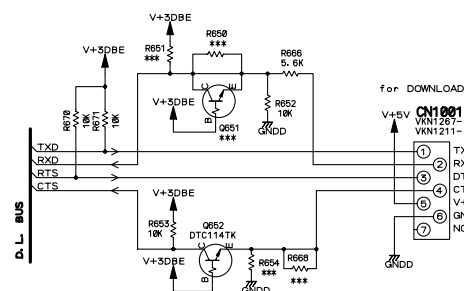 V+3DBE
R650
***
V+3DBE
R651
***
R666
5.6K
V+3DBE
C
E
B
Q651
***
R652
10K
GNDD
R670
10K
R671
10K
for DOWNLOAD
V+5V
CN1001
VKN1267-
VKN1211-
TXD
RXD
RTS
CTS
D.L. BUS
1
2
3
4
5
6
7
TX
RX
DT
CT
V+
GN
NC
GNDD
V+3DBE
R653
10K
Q652
DTC114TK
C
E
B
V+3DBE
R654
***
R668
***
GNDD